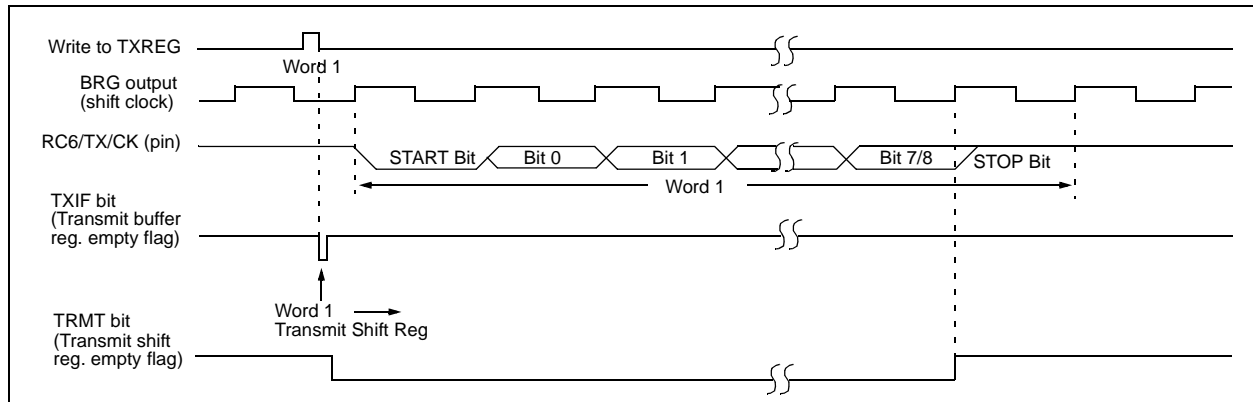 Write to TXREG
Word 1
BRG output
(shift clock)
RC6/TX/CK (pin)
START Bit
Bit 0
Bit 1
Bit 7/8
STOP Bit
Word 1
TXIF bit
(Transmit buffer
reg. empty flag)
Word 1
Transmit Shift Reg
TRMT bit
(Transmit shift
reg. empty flag)